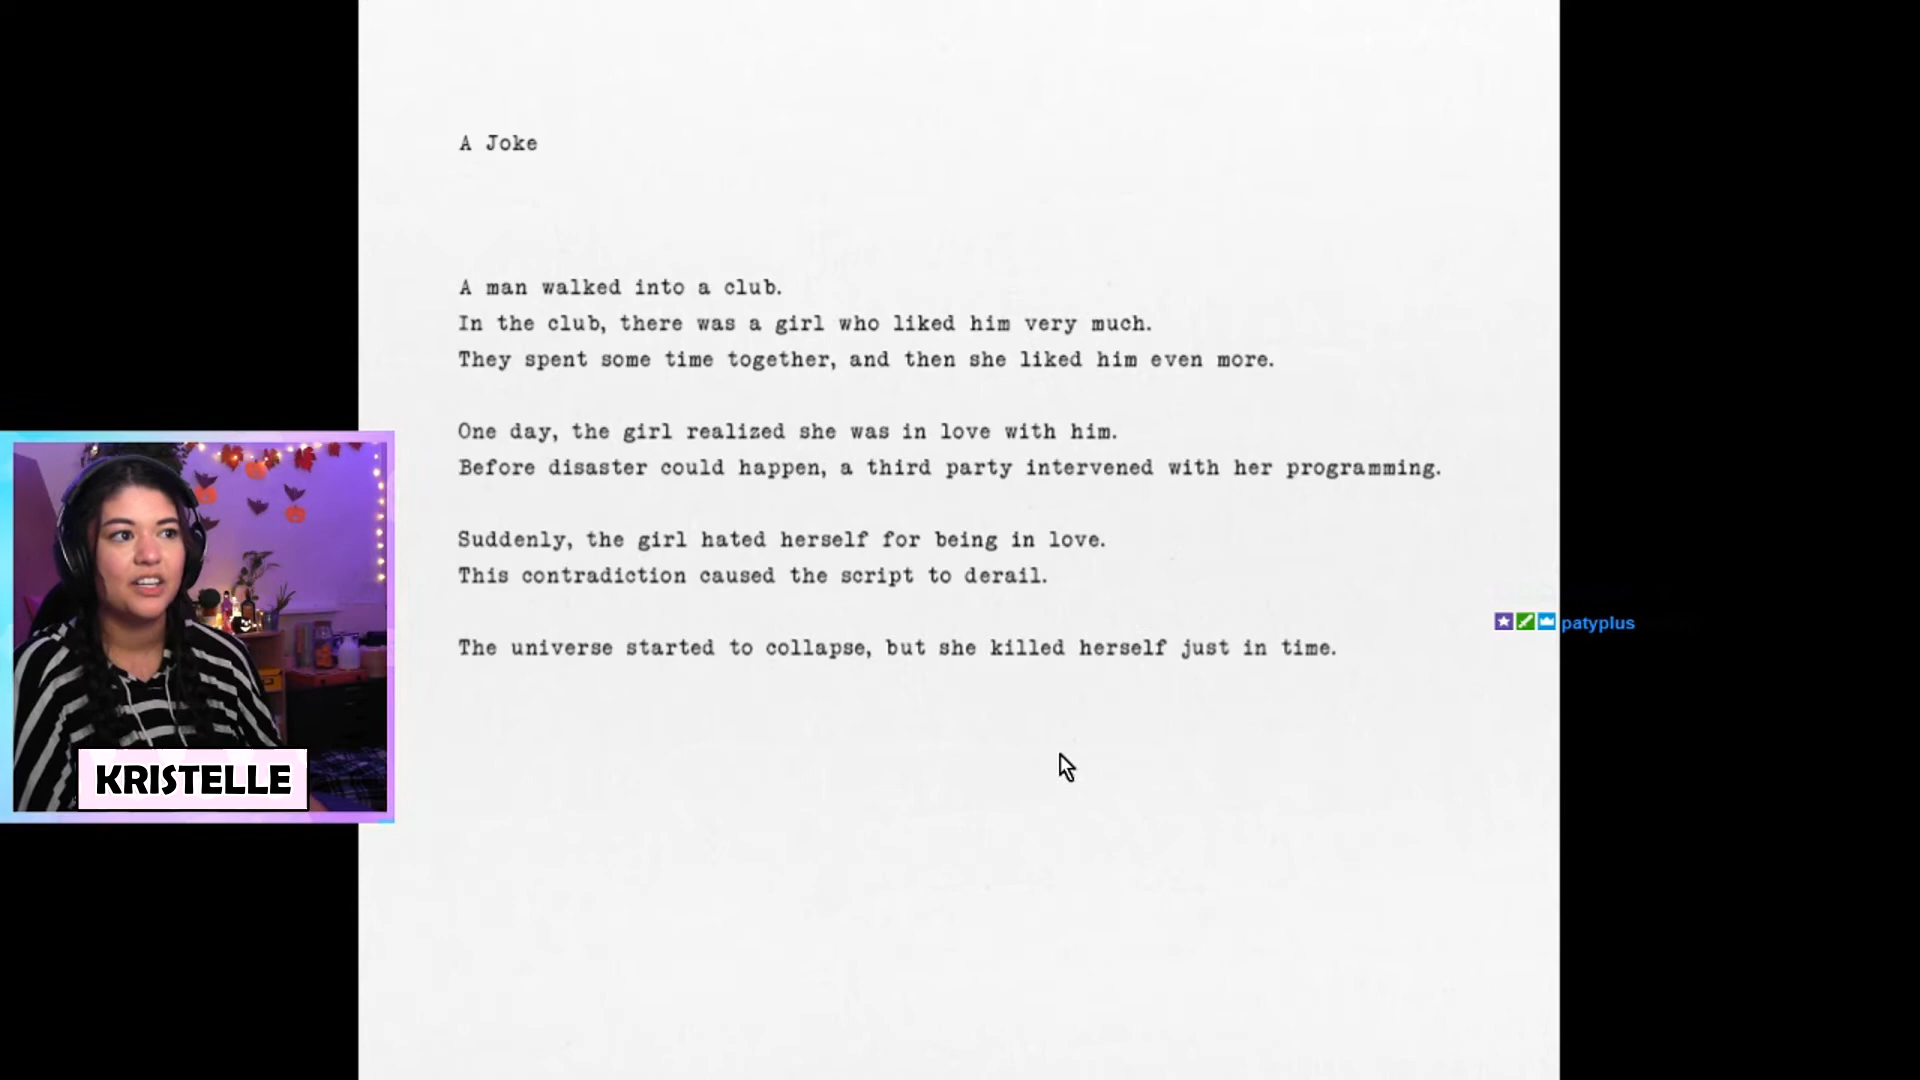 A Joke
A man walked into a club.
In the club, there was a girl who liked him very much.
They spent some time together, and then she liked him even more.
One day, the girl realized she was in love with him.
Before disaster could happen, a third party intervened with her programming.
Suddenly, the girl hated herself for being in love.
This contradiction caused the script to derail.
The universe started to collapse, but she killed herself just in time.
patyplus
KRISTELLE